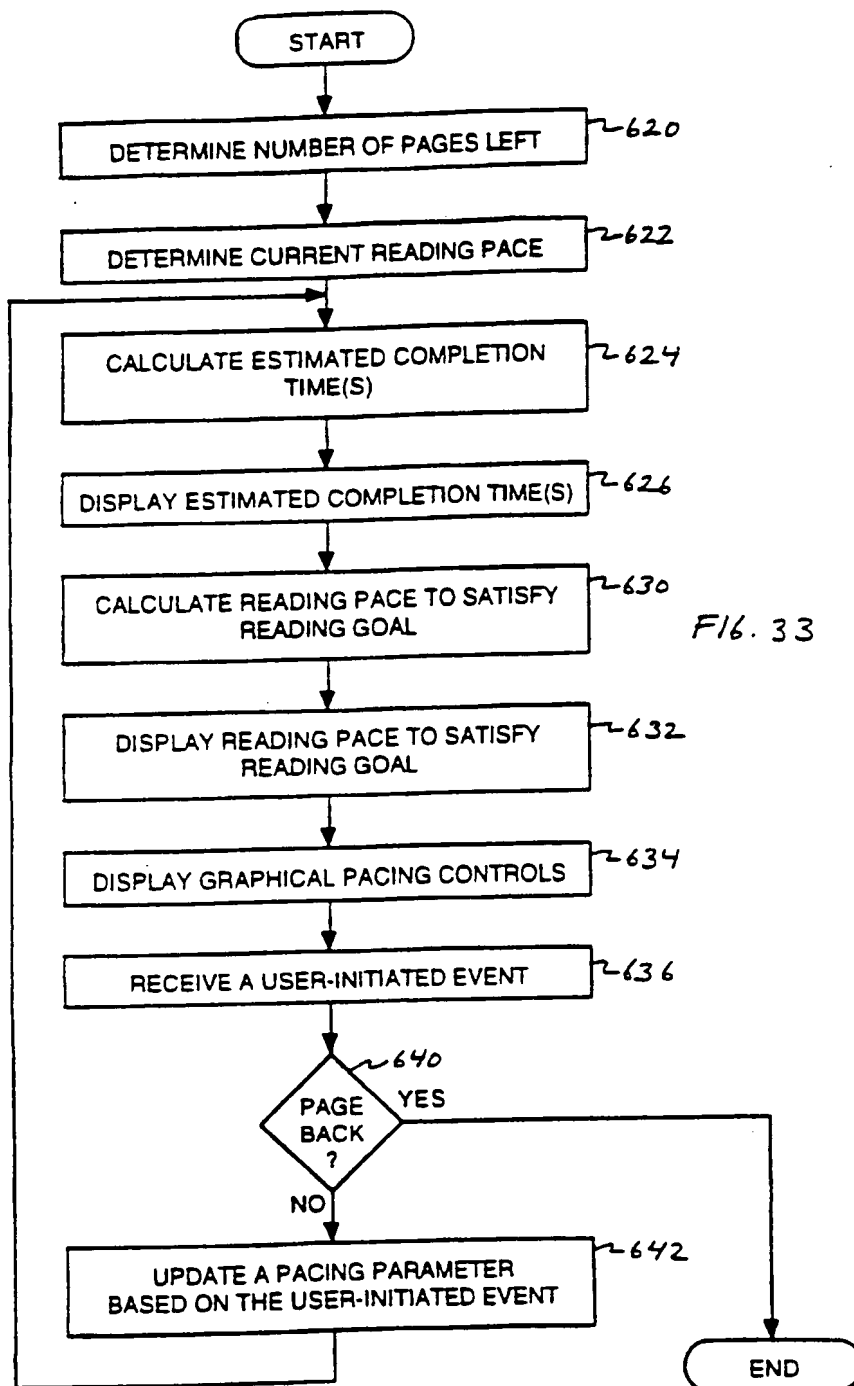 START
DETERMINE NUMBER OF PAGES LEFT
620
DETERMINE CURRENT READING PACE
622
CALCULATE ESTIMATED COMPLETION
TIME(S)
624
DISPLAY ESTIMATED COMPLETION TIME(S)
626
CALCULATE READING PACE TO SATISFY
READING GOAL
630
FIG. 33
DISPLAY READING PACE TO SATISFY
READING GOAL
632
DISPLAY GRAPHICAL PACING CONTROLS
634
RECEIVE A USER-INITIATED EVENT
636
640
PAGE
BACK
?
YES
NO
UPDATE A PACING PARAMETER
BASED ON THE USER-INITIATED EVENT
642
END